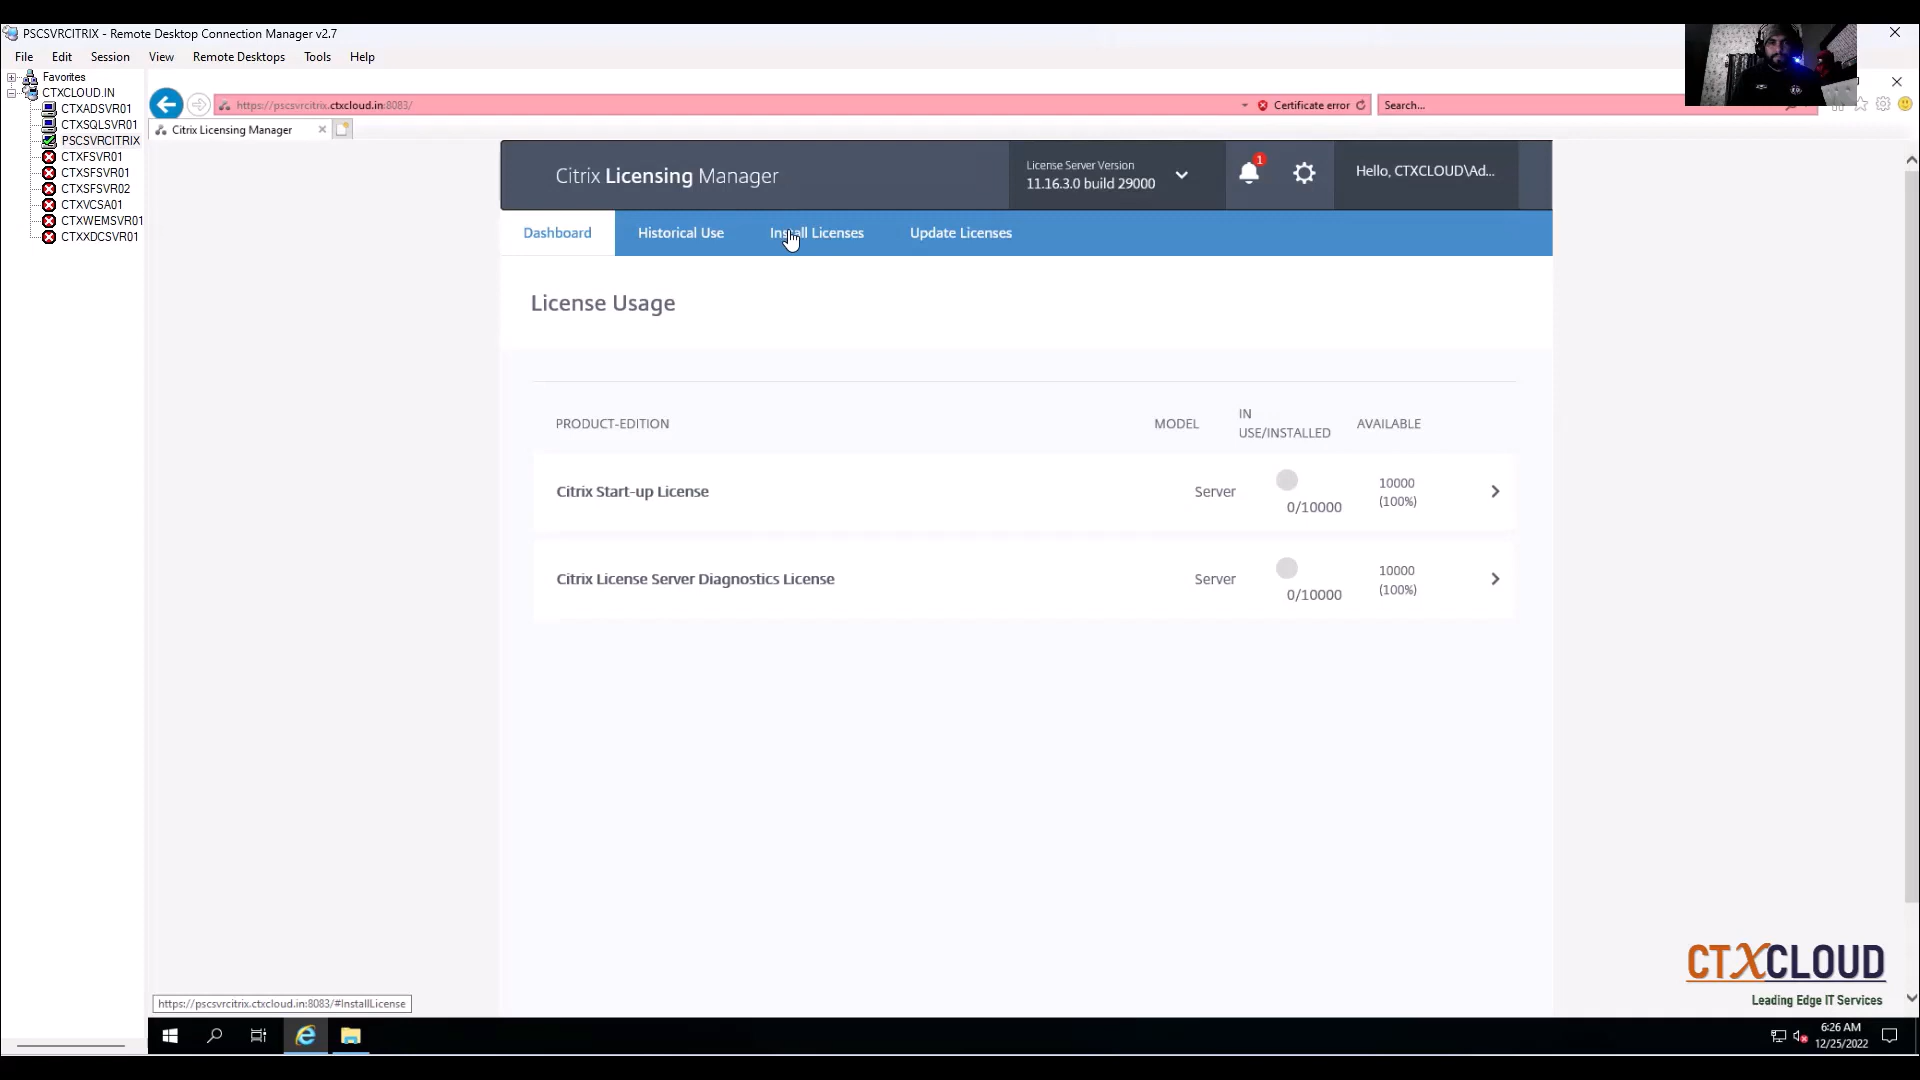 PSCSVRCITRIX - Remote Desktop Connection Manager v2.7
File Edit Session View Remote Desktops Tools Help
Favorites
CTXCLOUD.IN
CTXADSVR01
CTXSQLSVR01
PSCSVRCITRIX
CTXFSVR01
CTXSFSVR01
CTXSFSVR02
CTXVCSA01
CTXWEMSVR01
CTXXDCSVR01
https://pscsvrcitrix.ctxcloud.in:8083/
Certificate error
Search...
Citrix Licensing Manager
Citrix Licensing Manager
License Server Version
11.16.3.0 build 29000
1
Hello, CTXCLOUD\Ad...
Dashboard Historical Use Install Licenses Update Licenses
License Usage
PRODUCT-EDITION MODEL IN USE/INSTALLED AVAILABLE
Citrix Start-up License Server 0/10000 10000
(100%)
Citrix License Server Diagnostics License Server 0/10000 10000
(100%)
https://pscsvrcitrix.ctxcloud.in:8083/#InstallLicense
CTXCLOUD
Leading Edge IT Services
6:26 AM
12/25/2022